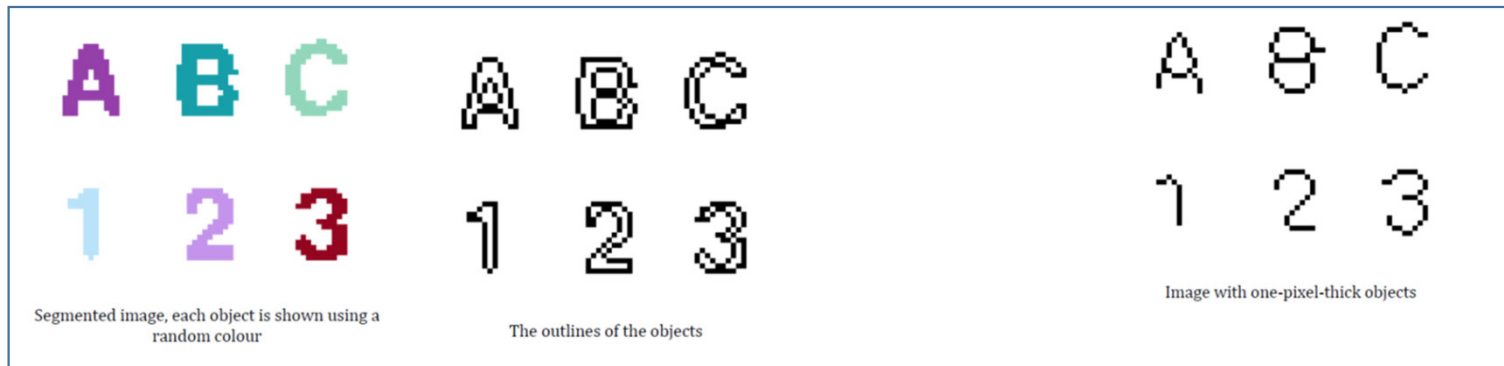 A B C
1 2 3
Segmented image, each object is shown using a
random colour
A B C
1 2 3
The outlines of the objects
A B C
1 2 3
Image with one-pixel-thick objects